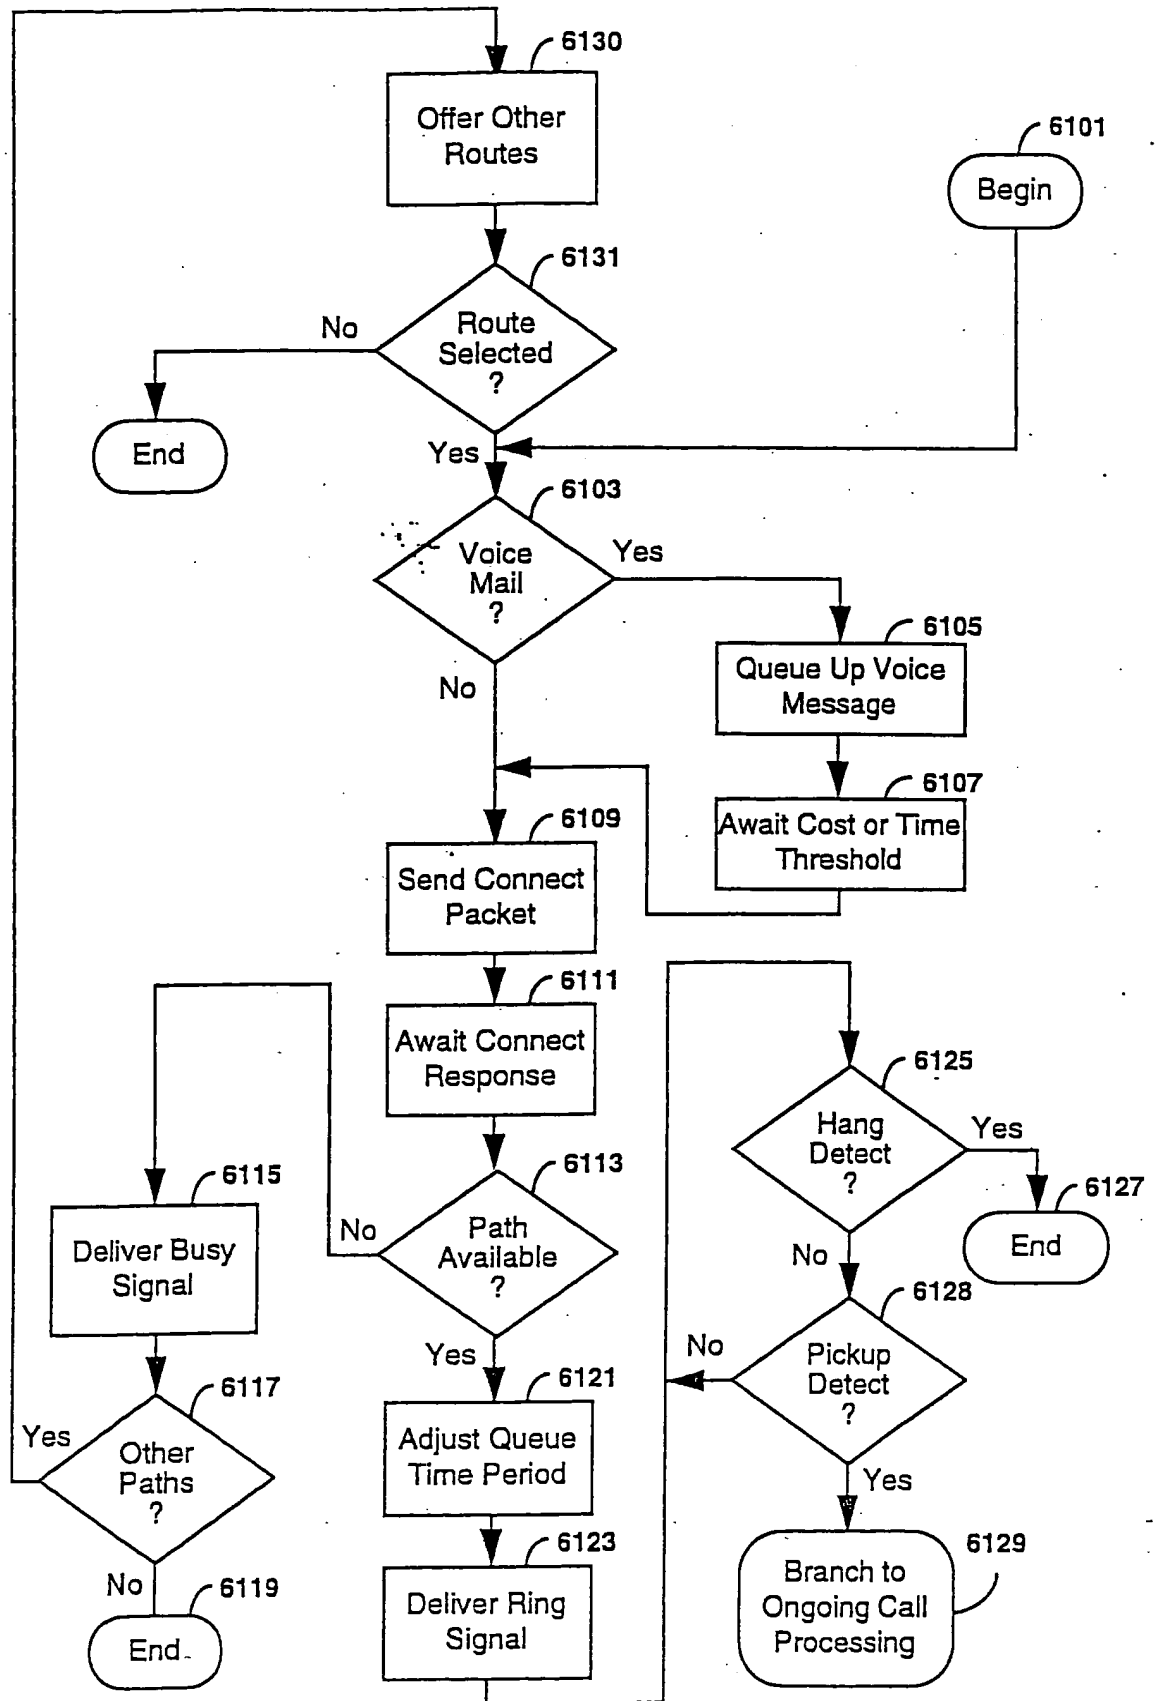 6130
Offer Other
Routes
6101
Begin
6131
Route
Selected
?
No
End
Yes
6103
Voice
Mail
?
Yes
No
6105
Queue Up Voice
Message
6107
Await Cost or Time
Threshold
6109
Send Connect
Packet
6111
Await Connect
Response
6113
Path
Available
?
No
Yes
6115
Deliver Busy
Signal
6117
Other
Paths
?
Yes
No
6119
End
6121
Adjust Queue
Time Period
6123
Deliver Ring
Signal
6125
Hang
Detect
?
Yes
6127
End
No
6128
Pickup
Detect
?
No
Yes
6129
Branch to
Ongoing Call
Processing